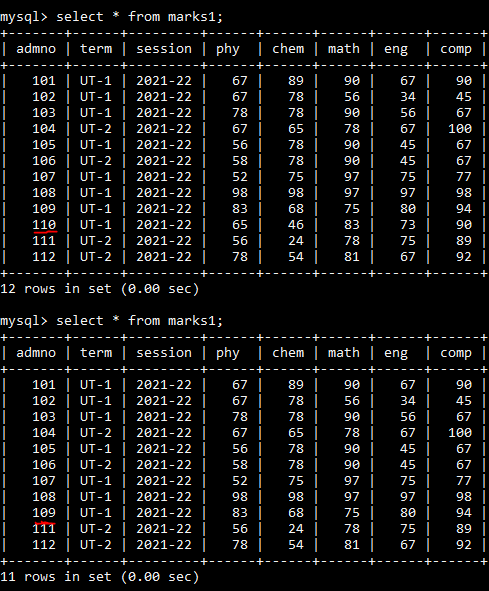 mysql> select * from marks1;
+-------+------+---------+------+------+------+------+------+
| admno | term | session | phy | chem | math | eng | comp |
+-------+------+---------+------+------+------+------+------+
| 101 | UT-1 | 2021-22 | 67 | 89 | 90 | 67 | 90 |
| 102 | UT-1 | 2021-22 | 67 | 78 | 56 | 34 | 45 |
| 103 | UT-1 | 2021-22 | 78 | 78 | 90 | 56 | 67 |
| 104 | UT-2 | 2021-22 | 67 | 65 | 78 | 67 | 100 |
| 105 | UT-1 | 2021-22 | 56 | 78 | 90 | 45 | 67 |
| 106 | UT-2 | 2021-22 | 58 | 78 | 90 | 45 | 67 |
| 107 | UT-1 | 2021-22 | 52 | 75 | 97 | 75 | 77 |
| 108 | UT-1 | 2021-22 | 98 | 98 | 97 | 97 | 98 |
| 109 | UT-1 | 2021-22 | 83 | 68 | 75 | 80 | 94 |
| 110 | UT-1 | 2021-22 | 65 | 46 | 83 | 73 | 90 |
| 111 | UT-2 | 2021-22 | 56 | 24 | 78 | 75 | 89 |
| 112 | UT-2 | 2021-22 | 78 | 54 | 81 | 67 | 92 |
+-------+------+---------+------+------+------+------+------+
12 rows in set (0.00 sec)
mysql> select * from marks1;
+-------+------+---------+------+------+------+------+------+
| admno | term | session | phy | chem | math | eng | comp |
+-------+------+---------+------+------+------+------+------+
| 101 | UT-1 | 2021-22 | 67 | 89 | 90 | 67 | 90 |
| 102 | UT-1 | 2021-22 | 67 | 78 | 56 | 34 | 45 |
| 103 | UT-1 | 2021-22 | 78 | 78 | 90 | 56 | 67 |
| 104 | UT-2 | 2021-22 | 67 | 65 | 78 | 67 | 100 |
| 105 | UT-1 | 2021-22 | 56 | 78 | 90 | 45 | 67 |
| 106 | UT-2 | 2021-22 | 58 | 78 | 90 | 45 | 67 |
| 107 | UT-1 | 2021-22 | 52 | 75 | 97 | 75 | 77 |
| 108 | UT-1 | 2021-22 | 98 | 98 | 97 | 97 | 98 |
| 109 | UT-1 | 2021-22 | 83 | 68 | 75 | 80 | 94 |
| 111 | UT-2 | 2021-22 | 56 | 24 | 78 | 75 | 89 |
| 112 | UT-2 | 2021-22 | 78 | 54 | 81 | 67 | 92 |
+-------+------+---------+------+------+------+------+------+
11 rows in set (0.00 sec)